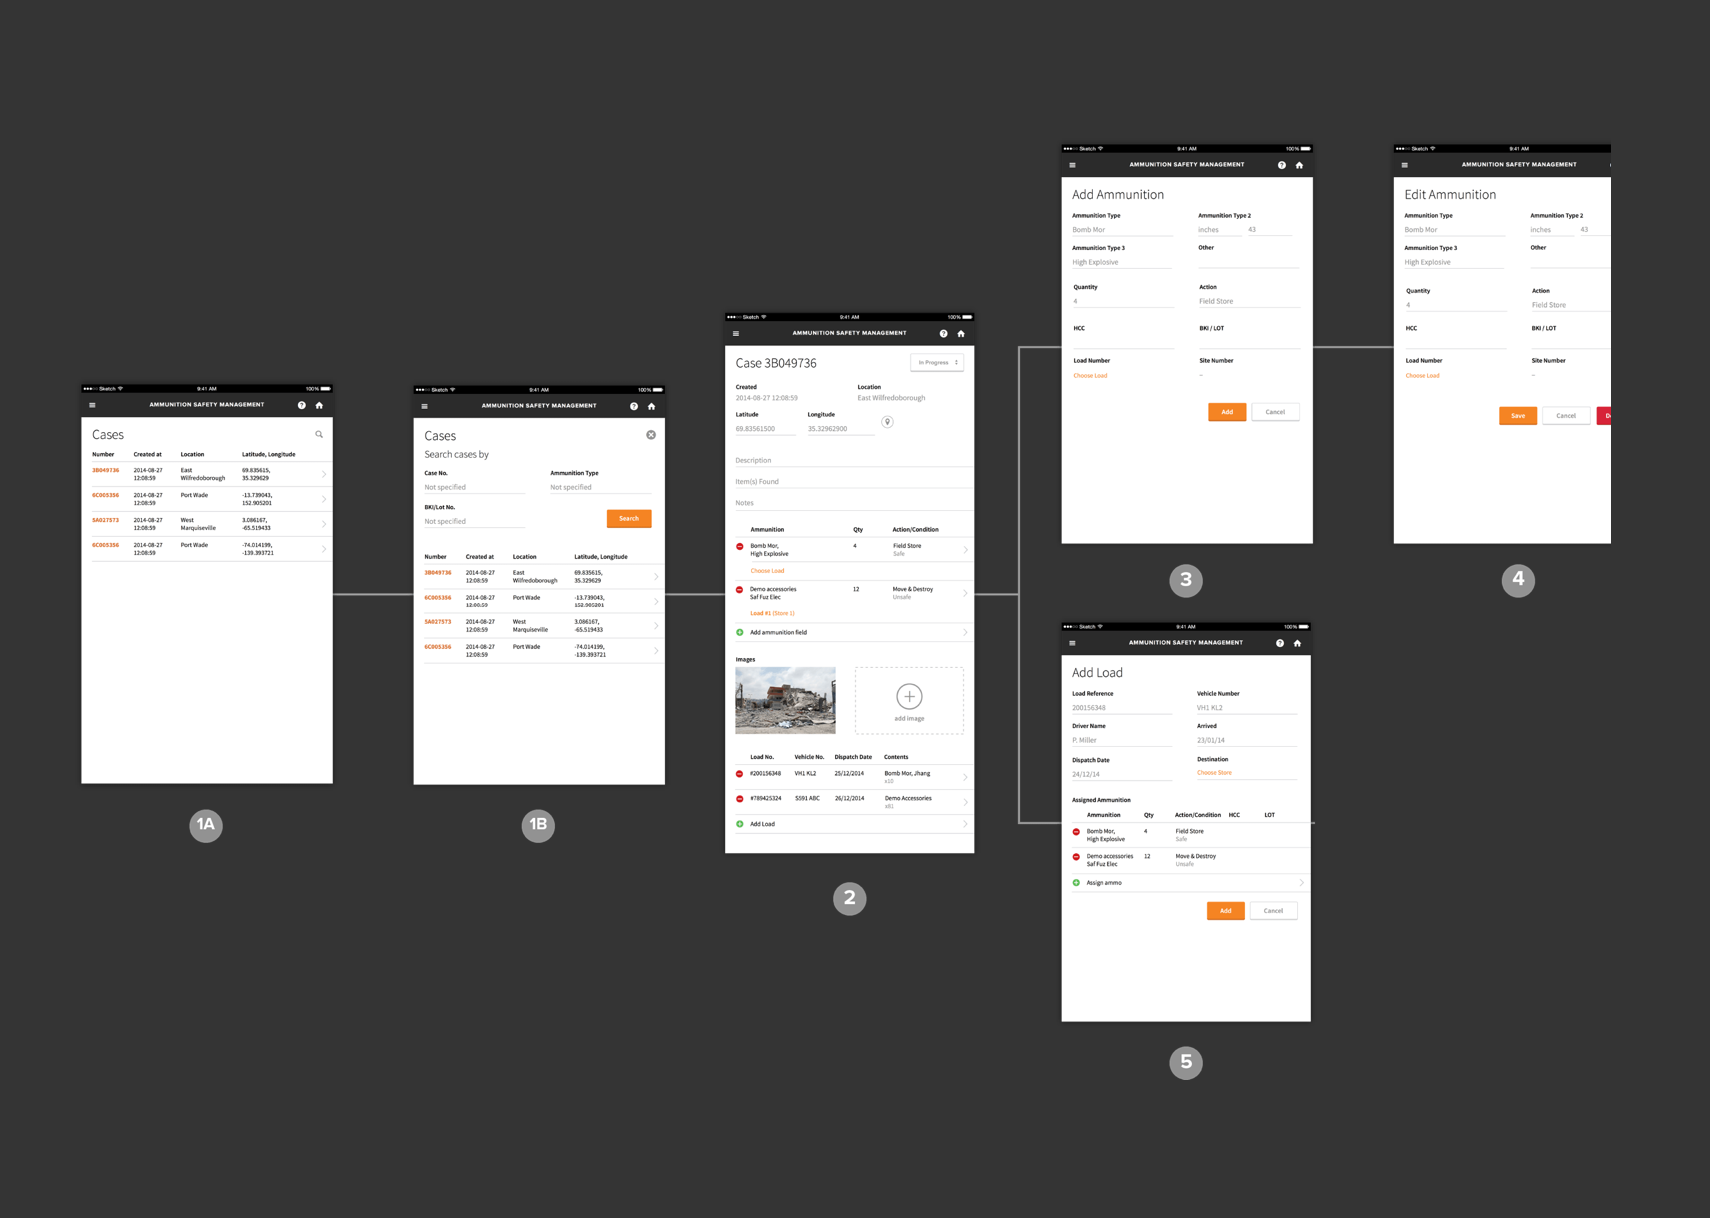 ●●●○○ Sketch 9:41 AM 100%
AMMUNITION SAFETY MANAGEMENT
Cases
Number Created at Location Latitude, Longitude
3B049736 2014-08-27 East 69.835615,
12:08:59 Wilfredoborough 35.329629
6C005356 2014-08-27 Port Wade -13.739043,
12:08:59 152.905201
5A027573 2014-08-27 West 3.086167,
12:08:59 Marquiseville -65.519433
6C005356 2014-08-27 Port Wade -74.014199,
12:08:59 -139.393721
1A
●●●○○ Sketch 9:41 AM 100%
AMMUNITION SAFETY MANAGEMENT
Cases
Search cases by
Case No. Ammunition Type
Not specified Not specified
BKI/Lot No.
Not specified
Search
Number Created at Location Latitude, Longitude
3B049736 2014-08-27 East 69.835615,
12:08:59 Wilfredoborough 35.329629
6C005356 2014-08-27 Port Wade -13.739043,
12:08:59 152.905201
5A027573 2014-08-27 West 3.086167,
12:08:59 Marquiseville -65.519433
6C005356 2014-08-27 Port Wade -74.014199,
12:08:59 -139.393721
1B
●●●○○ Sketch 9:41 AM 100%
AMMUNITION SAFETY MANAGEMENT
Case 3B049736 In Progress
Created Location
2014-08-27 12:08:59 East Wilfredoborough
Latitude Longitude
69.83561500 35.32962900
Description
Item(s) Found
Notes
Ammunition Qty Action/Condition
Bomb Mor, 4 Field Store
High Explosive Safe
Choose Load
Demo accessories 12 Move & Destroy
Saf Fuz Elec Unsafe
Load #1 (Store 1)
Add ammunition field
Images
add image
Load No. Vehicle No. Dispatch Date Contents
#200156348 VH1 KL2 25/12/2014 Bomb Mor, Jhang
x10
#789425324 S591 ABC 26/12/2014 Demo Accessories
x81
Add Load
2
●●●○○ Sketch 9:41 AM 100%
AMMUNITION SAFETY MANAGEMENT
Add Ammunition
Ammunition Type Ammunition Type 2
Bomb Mor inches 43
Ammunition Type 3 Other
High Explosive
Quantity Action
4 Field Store
HCC BKI / LOT
Load Number Site Number
Choose Load –
Add Cancel
3
●●●○○ Sketch 9:41 AM
AMMUNITION SAFETY MANAGEMENT
Edit Ammunition
Ammunition Type Ammunition Type 2
Bomb Mor inches 43
Ammunition Type 3 Other
High Explosive
Quantity Action
4 Field Store
HCC BKI / LOT
Load Number Site Number
Choose Load –
Save Cancel
4
●●●○○ Sketch 9:41 AM 100%
AMMUNITION SAFETY MANAGEMENT
Add Load
Load Reference Vehicle Number
200156348 VH1 KL2
Driver Name Arrived
P. Miller 23/01/14
Dispatch Date Destination
24/12/14 Choose Store
Assigned Ammunition
Ammunition Qty Action/Condition HCC LOT
Bomb Mor, 4 Field Store
High Explosive Safe
Demo accessories 12 Move & Destroy
Saf Fuz Elec Unsafe
Assign ammo
Add Cancel
5